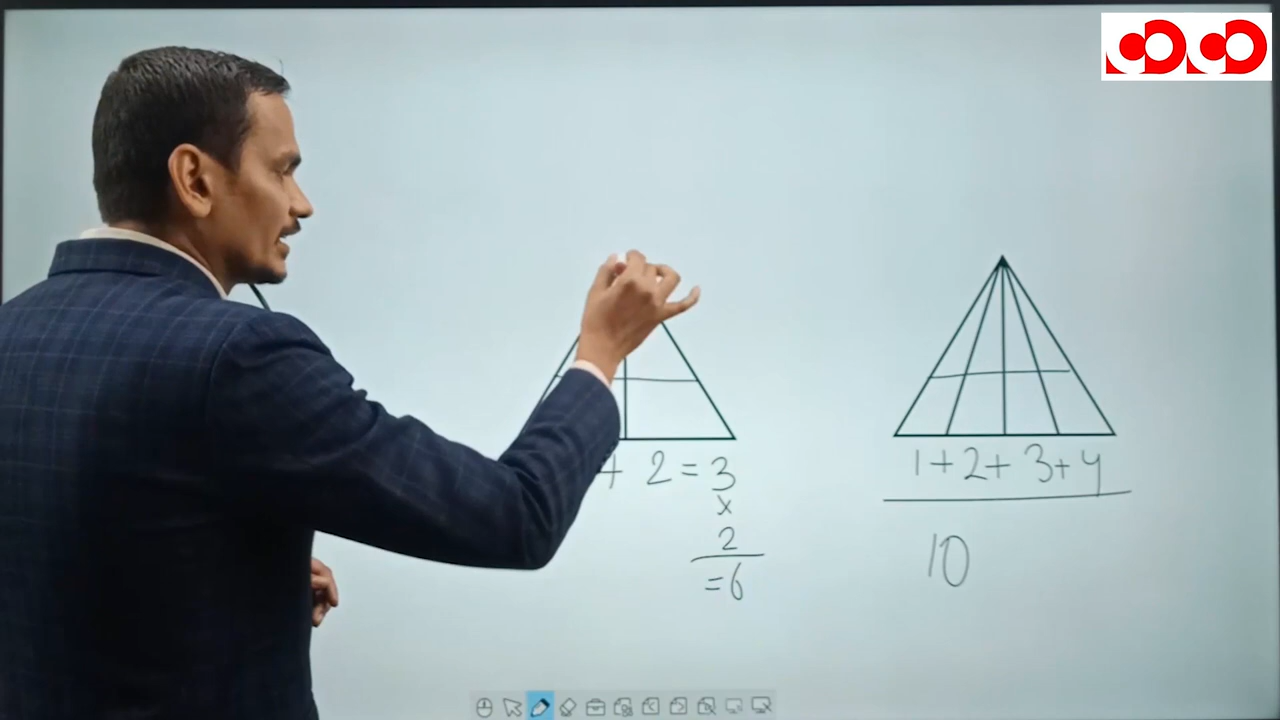 + 2 = 3
x
2
= 6
1+2+3+4
10